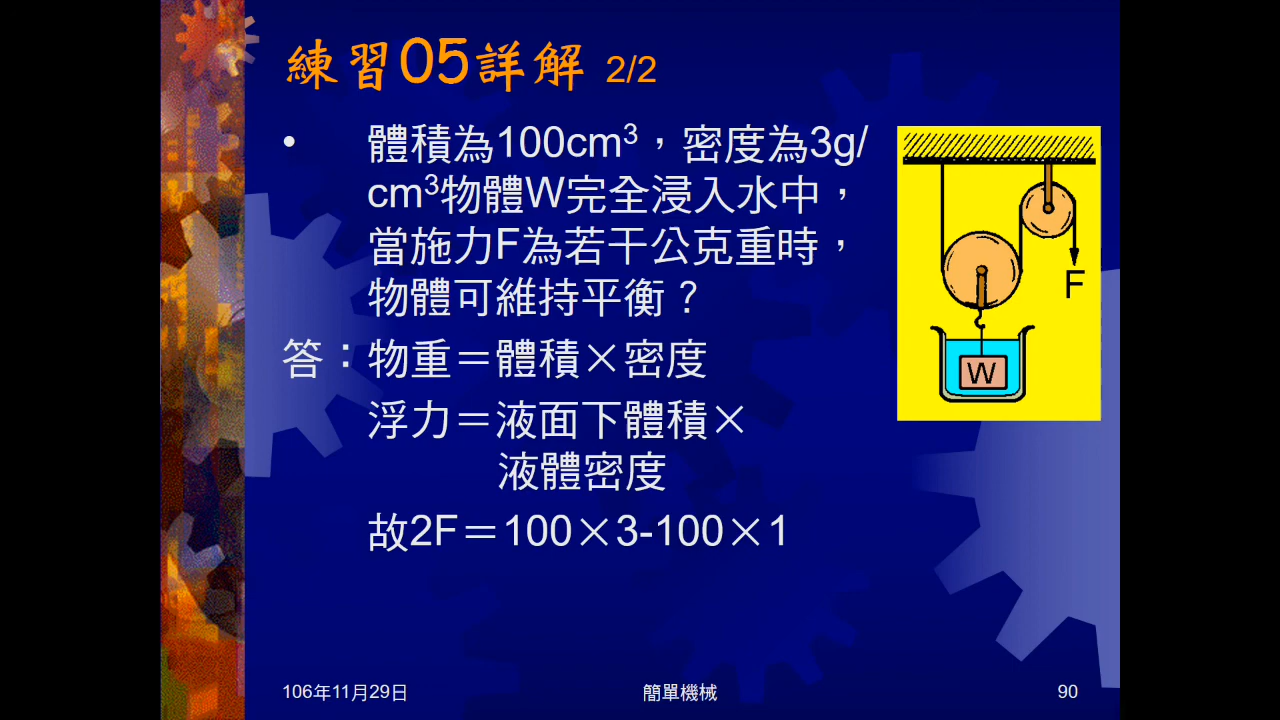 練習05詳解 2/2
• 體積為100cm³，密度為3g/
cm³物體W完全浸入水中，
當施力F為若干公克重時，
物體可維持平衡？
答：物重＝體積×密度
浮力＝液面下體積×
液體密度
故2F＝100×3-100×1
F
W
106年11月29日
簡單機械
90